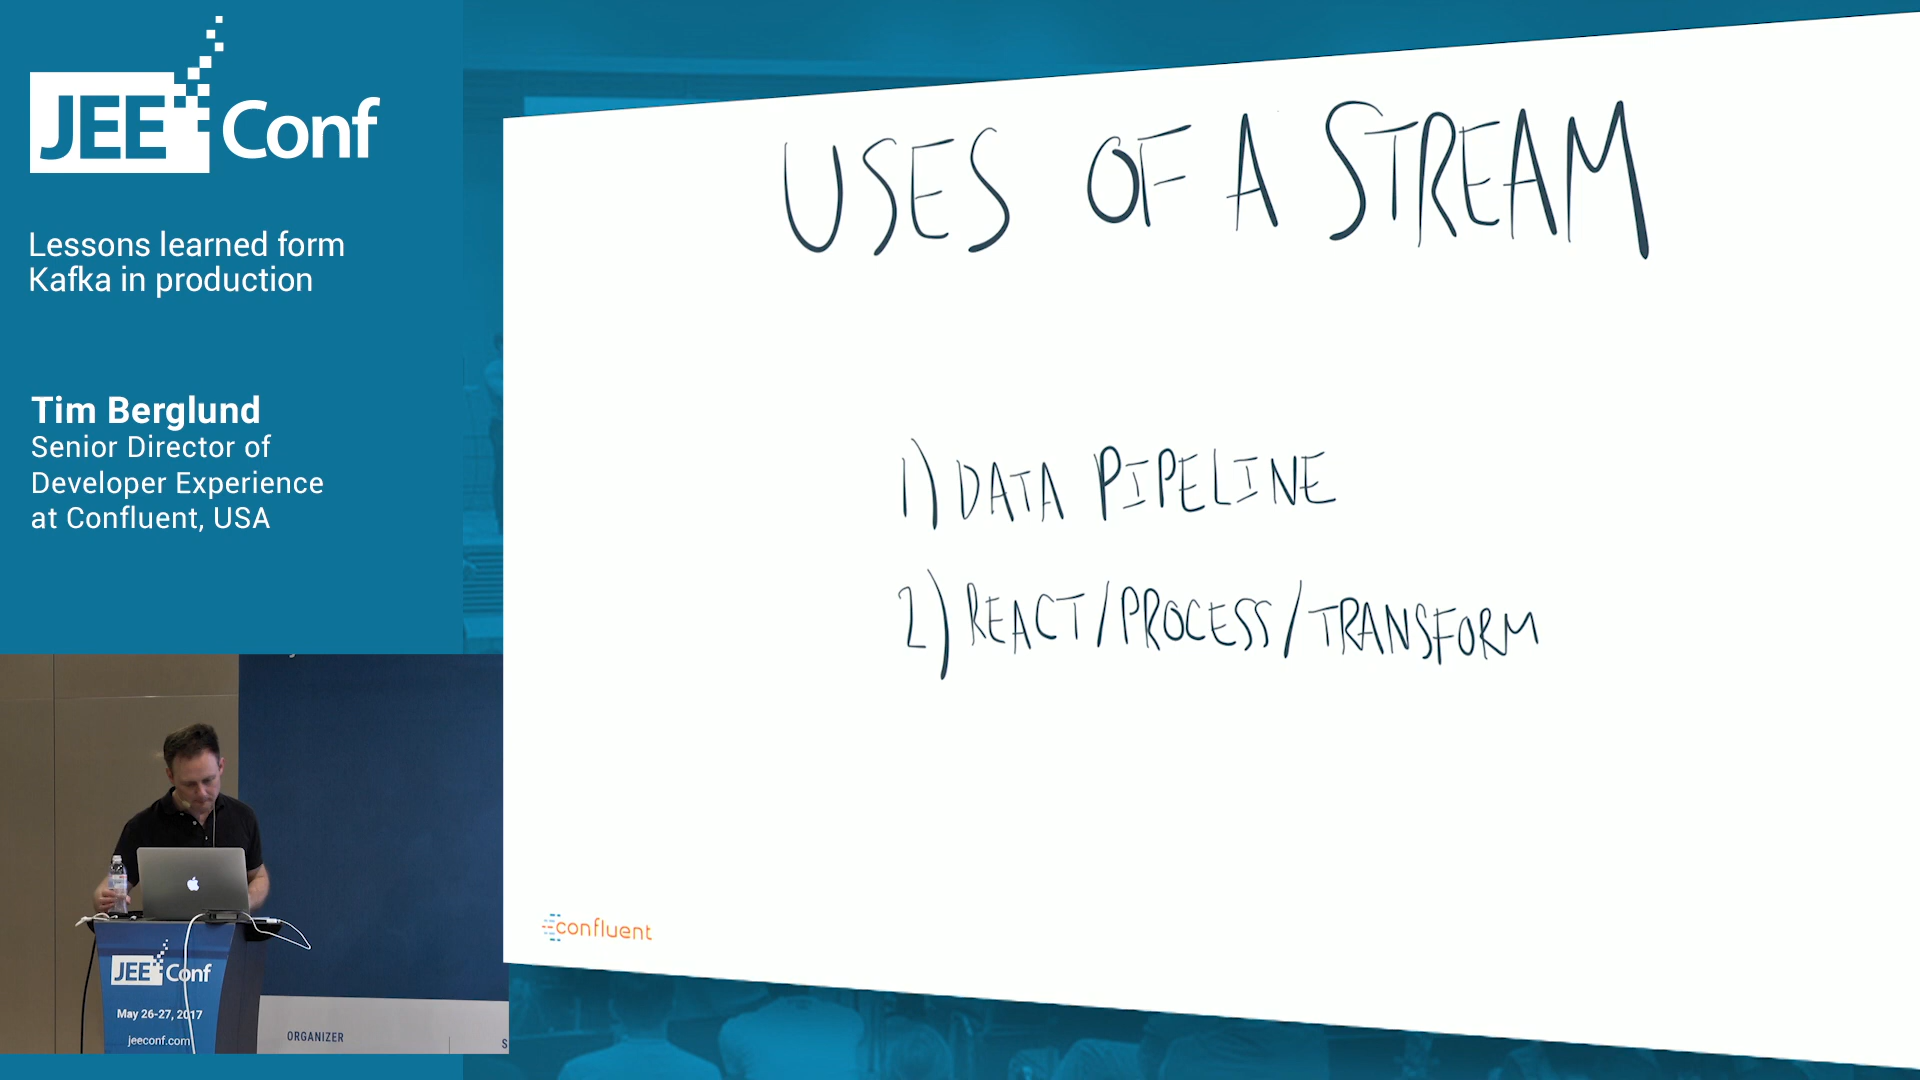 JEE Conf
Lessons learned form
Kafka in production
Tim Berglund
Senior Director of
Developer Experience
at Confluent, USA
USES OF A STREAM
1) DATA PIPELINE
2) REACT/PROCESS/TRANSFORM
confluent
JEE Conf
May 26-27, 2017
jeeconf.com
ORGANIZER
S